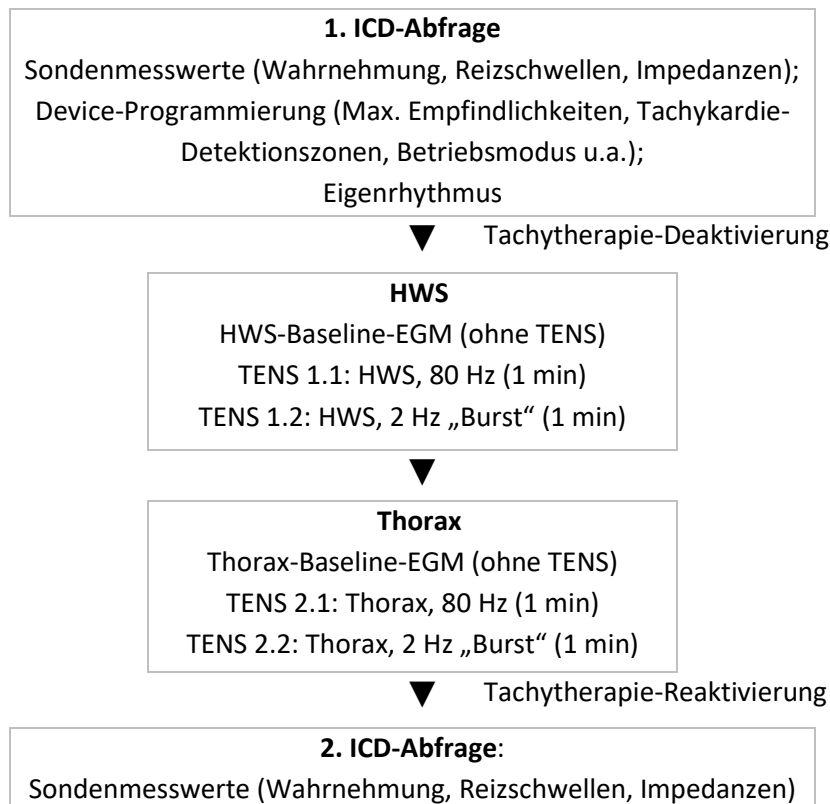 1. ICD-Abfrage
Sondenmesswerte (Wahrnehmung, Reizschwellen, Impedanzen);
Device-Programmierung (Max. Empfindlichkeiten, Tachykardie-
Detektionszonen, Betriebsmodus u.a.);
Eigenrhythmus
Tachytherapie-Deaktivierung
HWS
HWS-Baseline-EGM (ohne TENS)
TENS 1.1: HWS, 80 Hz (1 min)
TENS 1.2: HWS, 2 Hz „Burst“ (1 min)
Thorax
Thorax-Baseline-EGM (ohne TENS)
TENS 2.1: Thorax, 80 Hz (1 min)
TENS 2.2: Thorax, 2 Hz „Burst“ (1 min)
Tachytherapie-Reaktivierung
2. ICD-Abfrage:
Sondenmesswerte (Wahrnehmung, Reizschwellen, Impedanzen)